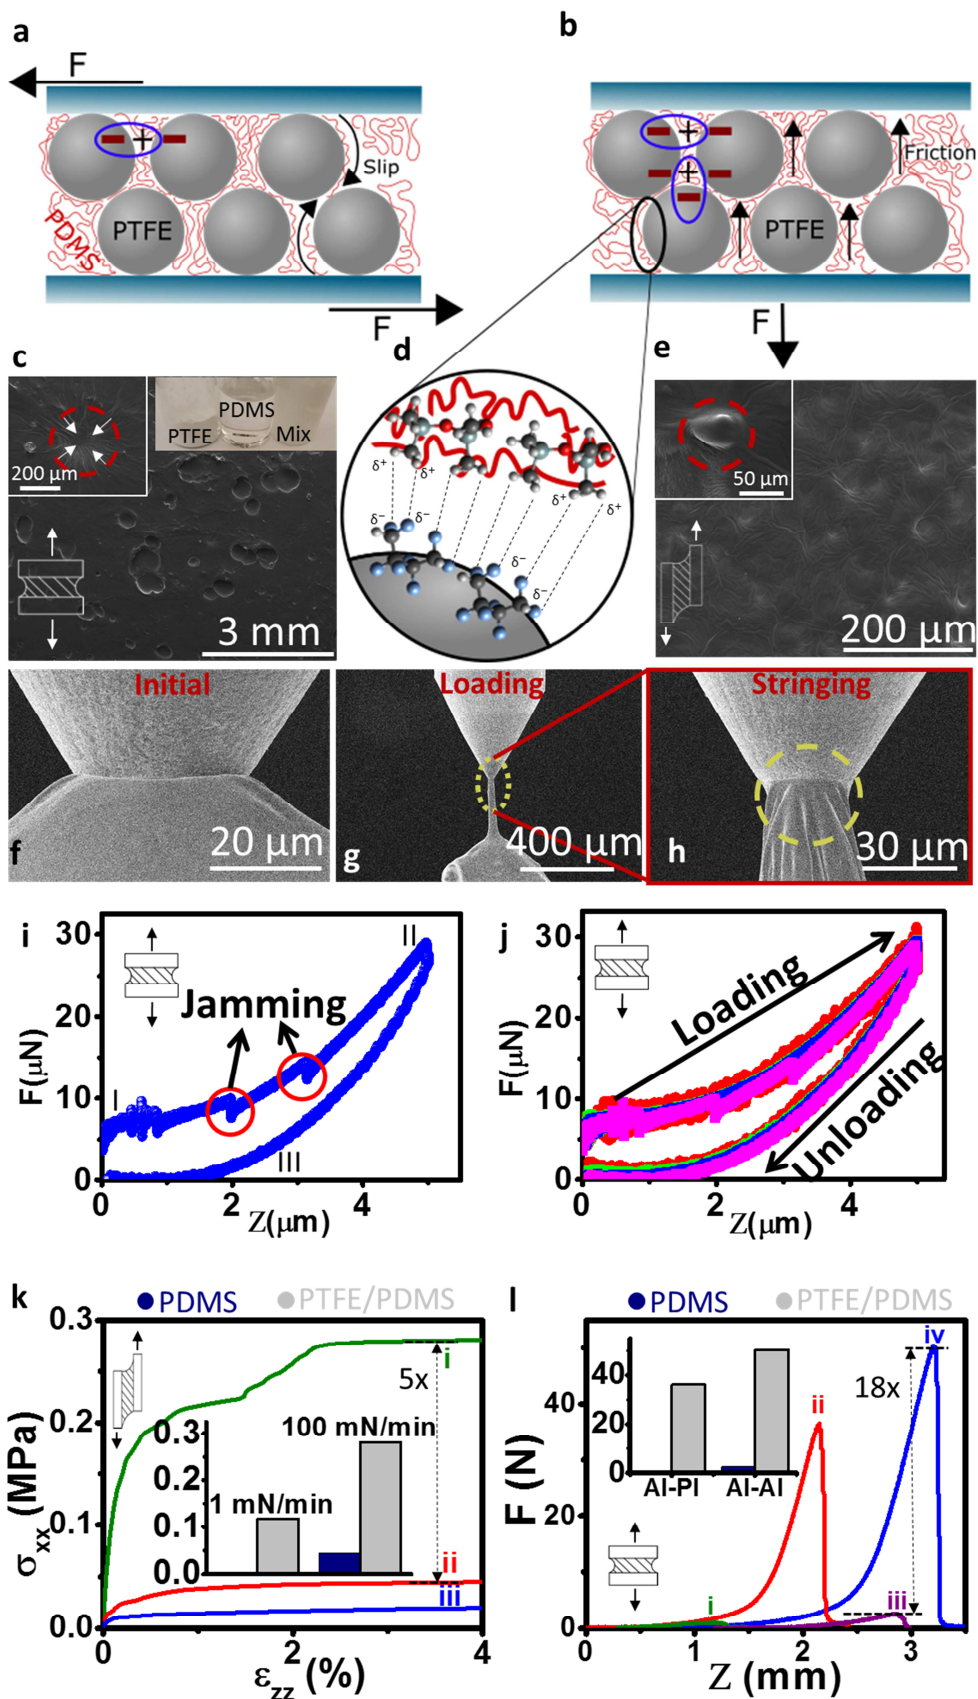 a
b
F
F
Slip
Friction
PDMS
PTFE
PTFE
F
F
c
d
e
PTFE
PDMS
Mix
200 µm
3 mm
δ+
δ+
δ+
δ+
δ-
δ-
δ-
δ-
50 µm
200 µm
Initial
Loading
Stringing
f
20 µm
g
400 µm
h
30 µm
i
30
20
10
0
F(µN)
I
II
III
Jamming
0
2
4
Z(µm)
j
30
20
10
0
F(µN)
Loading
Unloading
0
2
4
Z(µm)
k
PDMS
PTFE/PDMS
0.3
0.2
0.1
0.0
σxx (MPa)
i
5x
0.3
0.2
0.1
0.0
100 mN/min
1 mN/min
ii
iii
0
2
4
εzz (%)
l
PDMS
PTFE/PDMS
50
25
0
F (N)
40
20
0
Al-PI
Al-Al
i
ii
iii
iv
18x
0
1
2
3
Z (mm)